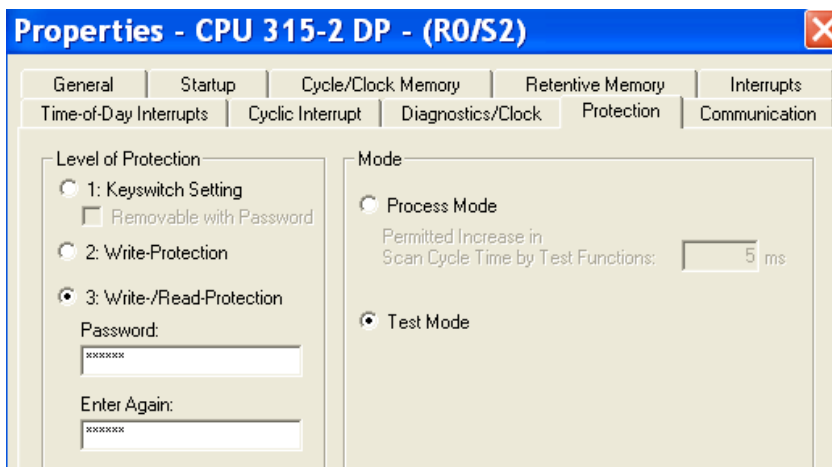 Properties - CPU 315-2 DP - (R0/S2)
General Startup Cycle/Clock Memory Retentive Memory Interrupts
Time-of-Day Interrupts Cyclic Interrupt Diagnostics/Clock Protection Communication
Level of Protection
1: Keyswitch Setting
Removable with Password
2: Write-Protection
3: Write-/Read-Protection
Password:
xxxxxx
Enter Again:
xxxxxx
Mode
Process Mode
Permitted Increase in
Scan Cycle Time by Test Functions: 5 ms
Test Mode